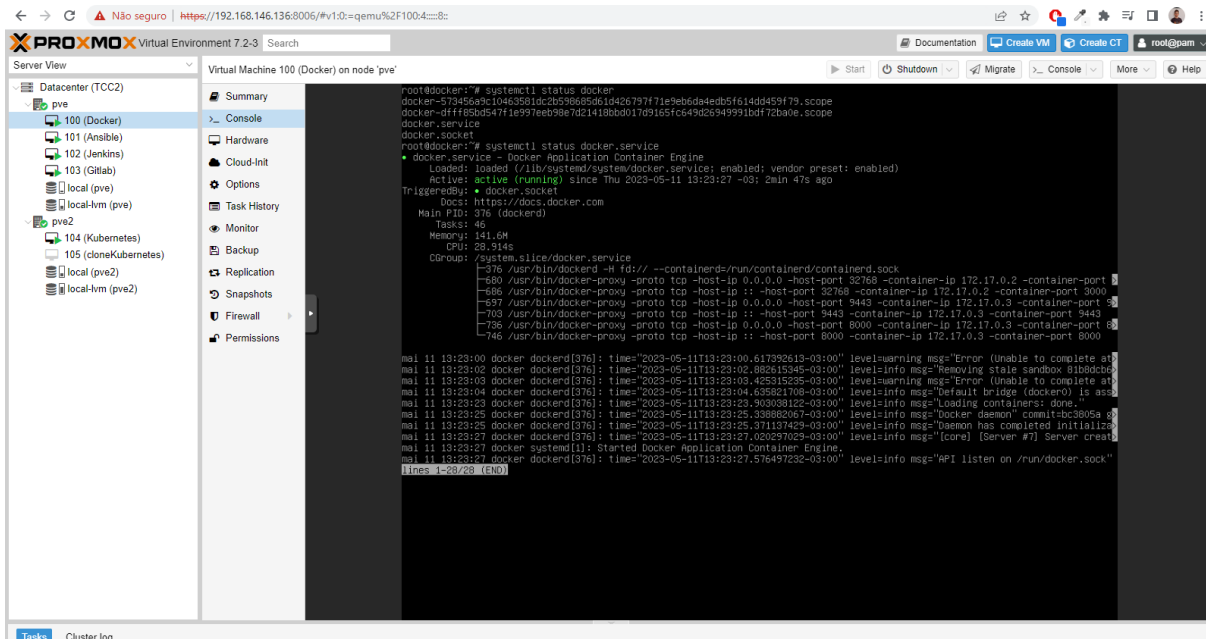 Não seguro | https://192.168.146.136:8006/#v1:0:=qemu%2F100:4:::::8::
PROXMOX Virtual Environment 7.2-3 Search Documentation Create VM Create CT root@pam
Server View
Datacenter (TCC2)
pve
100 (Docker)
101 (Ansible)
102 (Jenkins)
103 (Gitlab)
local (pve)
local-lvm (pve)
pve2
104 (Kubernetes)
105 (cloneKubernetes)
local (pve2)
local-lvm (pve2)
Virtual Machine 100 (Docker) on node 'pve' Start Shutdown Migrate >_ Console More Help
Summary
>_ Console
Hardware
Cloud-Init
Options
Task History
Monitor
Backup
Replication
Snapshots
Firewall
Permissions
root@docker:~# systemctl status docker
docker-573456a9c10463581dc2b598685d61d426797f71e9eb6da4edb5f614dd459f79.scope
docker-dfff85bd547f1e997eeb98e7d21418bbd017d9165fc649d26949991bdf72ba0e.scope
docker.service
docker.socket
root@docker:~# systemctl status docker.service
● docker.service - Docker Application Container Engine
Loaded: loaded (/lib/systemd/system/docker.service; enabled; vendor preset: enabled)
Active: active (running) since Thu 2023-05-11 13:23:27 -03; 2min 47s ago
TriggeredBy: ● docker.socket
Docs: https://docs.docker.com
Main PID: 376 (dockerd)
Tasks: 46
Memory: 141.6M
CPU: 28.914s
CGroup: /system.slice/docker.service
├─376 /usr/bin/dockerd -H fd:// --containerd=/run/containerd/containerd.sock
├─680 /usr/bin/docker-proxy -proto tcp -host-ip 0.0.0.0 -host-port 32768 -container-ip 172.17.0.2 -container-port >
├─686 /usr/bin/docker-proxy -proto tcp -host-ip :: -host-port 32768 -container-ip 172.17.0.2 -container-port 3000
├─697 /usr/bin/docker-proxy -proto tcp -host-ip 0.0.0.0 -host-port 9443 -container-ip 172.17.0.3 -container-port 9>
├─703 /usr/bin/docker-proxy -proto tcp -host-ip :: -host-port 9443 -container-ip 172.17.0.3 -container-port 9443
├─736 /usr/bin/docker-proxy -proto tcp -host-ip 0.0.0.0 -host-port 8000 -container-ip 172.17.0.3 -container-port 8>
└─746 /usr/bin/docker-proxy -proto tcp -host-ip :: -host-port 8000 -container-ip 172.17.0.3 -container-port 8000
mai 11 13:23:00 docker dockerd[376]: time="2023-05-11T13:23:00.617392613-03:00" level=warning msg="Error (Unable to complete at>
mai 11 13:23:02 docker dockerd[376]: time="2023-05-11T13:23:02.882615345-03:00" level=info msg="Removing stale sandbox 81b8dcb6>
mai 11 13:23:03 docker dockerd[376]: time="2023-05-11T13:23:03.425315235-03:00" level=warning msg="Error (Unable to complete at>
mai 11 13:23:04 docker dockerd[376]: time="2023-05-11T13:23:04.635821708-03:00" level=info msg="Default bridge (docker0) is ass>
mai 11 13:23:23 docker dockerd[376]: time="2023-05-11T13:23:23.903038122-03:00" level=info msg="Loading containers: done."
mai 11 13:23:25 docker dockerd[376]: time="2023-05-11T13:23:25.338882067-03:00" level=info msg="Docker daemon" commit=bc3805a g>
mai 11 13:23:25 docker dockerd[376]: time="2023-05-11T13:23:25.371137429-03:00" level=info msg="Daemon has completed initializa>
mai 11 13:23:27 docker dockerd[376]: time="2023-05-11T13:23:27.020297029-03:00" level=info msg="[core] [Server #7] Server creat>
mai 11 13:23:27 docker systemd[1]: Started Docker Application Container Engine.
mai 11 13:23:27 docker dockerd[376]: time="2023-05-11T13:23:27.576497232-03:00" level=info msg="API listen on /run/docker.sock"
lines 1-28/28 (END)
Tasks Cluster log